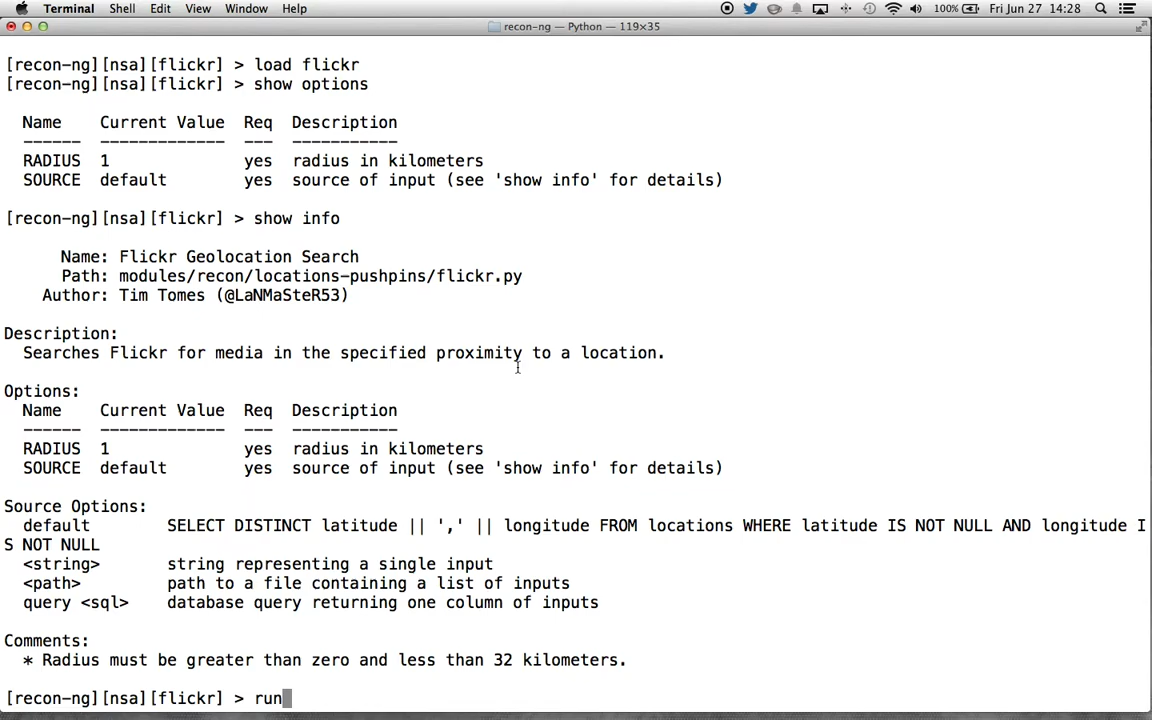 Terminal Shell Edit View Window Help 100% Fri Jun 27 14:28
recon-ng — Python — 119×35
[recon-ng][nsa][flickr] > load flickr
[recon-ng][nsa][flickr] > show options
Name Current Value Req Description
------ ------------- --- -----------
RADIUS 1 yes radius in kilometers
SOURCE default yes source of input (see 'show info' for details)
[recon-ng][nsa][flickr] > show info
Name: Flickr Geolocation Search
Path: modules/recon/locations-pushpins/flickr.py
Author: Tim Tomes (@LaNMaSteR53)
Description:
Searches Flickr for media in the specified proximity to a location.
Options:
Name Current Value Req Description
------ ------------- --- -----------
RADIUS 1 yes radius in kilometers
SOURCE default yes source of input (see 'show info' for details)
Source Options:
default SELECT DISTINCT latitude || ',' || longitude FROM locations WHERE latitude IS NOT NULL AND longitude I
S NOT NULL
<string> string representing a single input
<path> path to a file containing a list of inputs
query <sql> database query returning one column of inputs
Comments:
* Radius must be greater than zero and less than 32 kilometers.
[recon-ng][nsa][flickr] > run